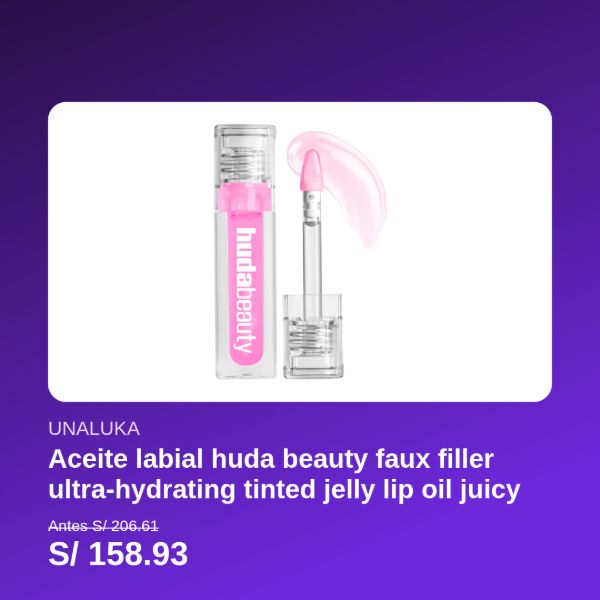 hudabeauty
UNALUKA
Aceite labial huda beauty faux filler
ultra-hydrating tinted jelly lip oil juicy
Antes S/ 206.61
S/ 158.93